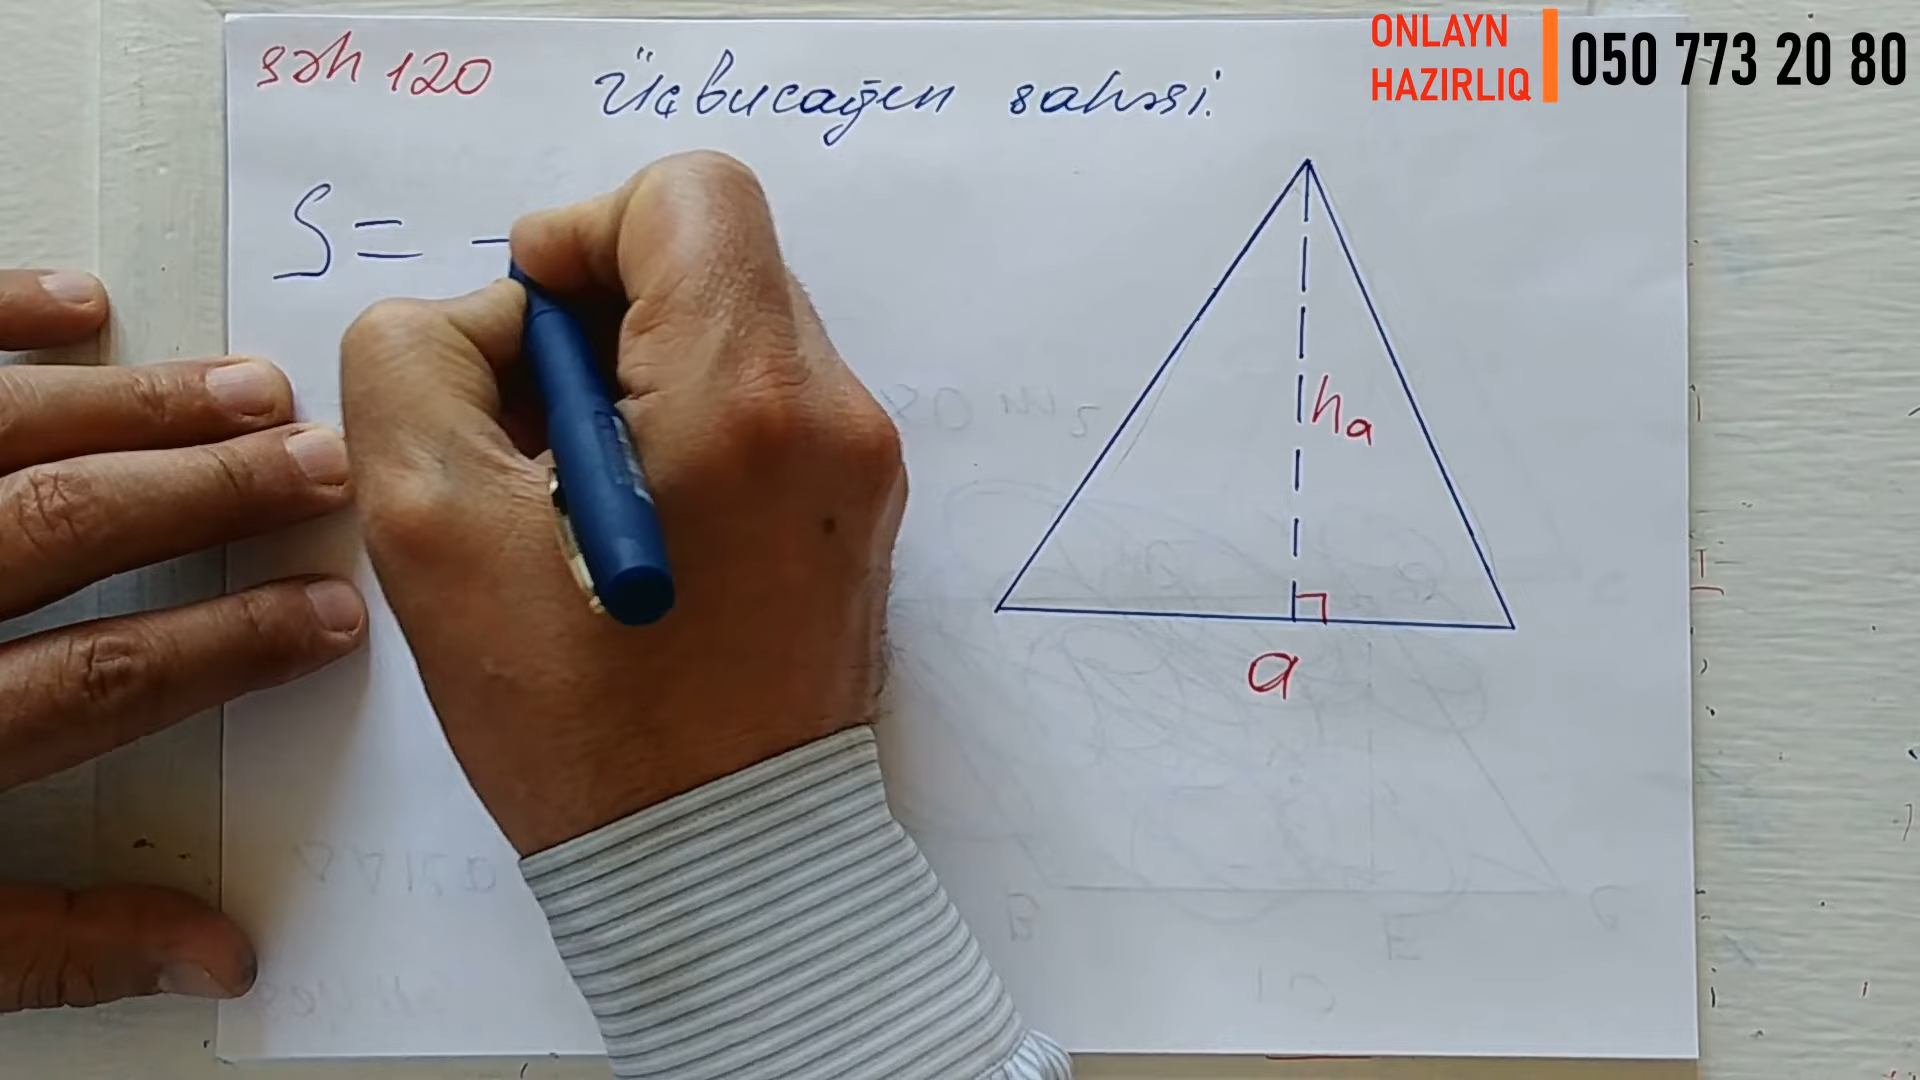 ONLAYN
HAZIRLIQ
050 773 20 80
səh 120
Üçbucağın sahəsi.
S= -
ha
a